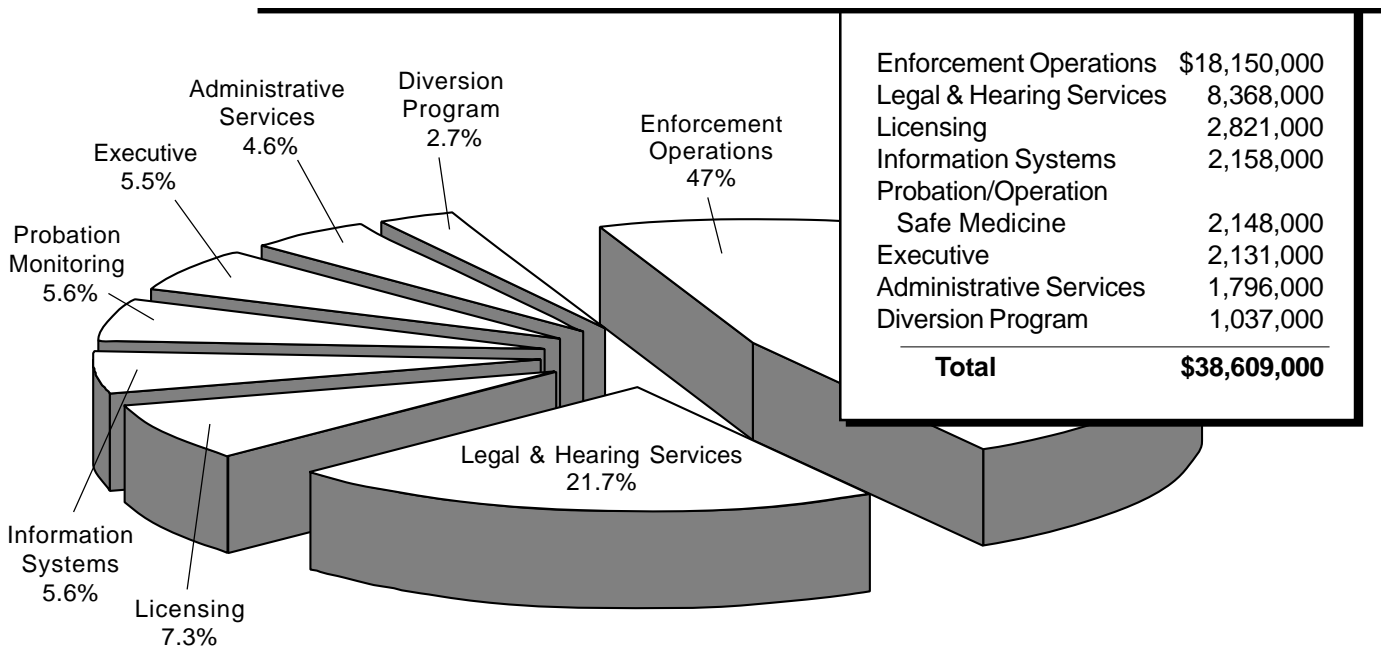 Diversion
Program
2.7%
Administrative
Services
4.6%
Executive
5.5%
Probation
Monitoring
5.6%
Enforcement
Operations
47%
Legal & Hearing Services
21.7%
Information
Systems
5.6%
Licensing
7.3%
Enforcement Operations $18,150,000
Legal & Hearing Services 8,368,000
Licensing 2,821,000
Information Systems 2,158,000
Probation/Operation
Safe Medicine 2,148,000
Executive 2,131,000
Administrative Services 1,796,000
Diversion Program 1,037,000
Total $38,609,000